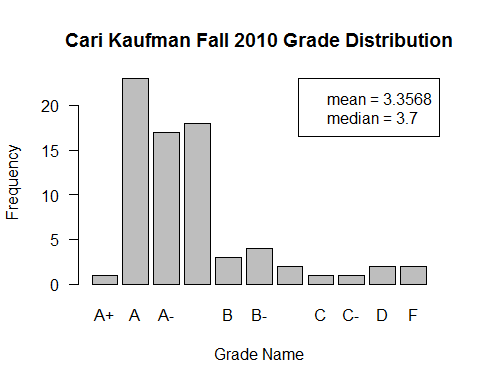 Cari Kaufman Fall 2010 Grade Distribution
mean = 3.3568
median = 3.7
Frequency
20
15
10
5
0
A+ A A- B B- C C- D F
Grade Name